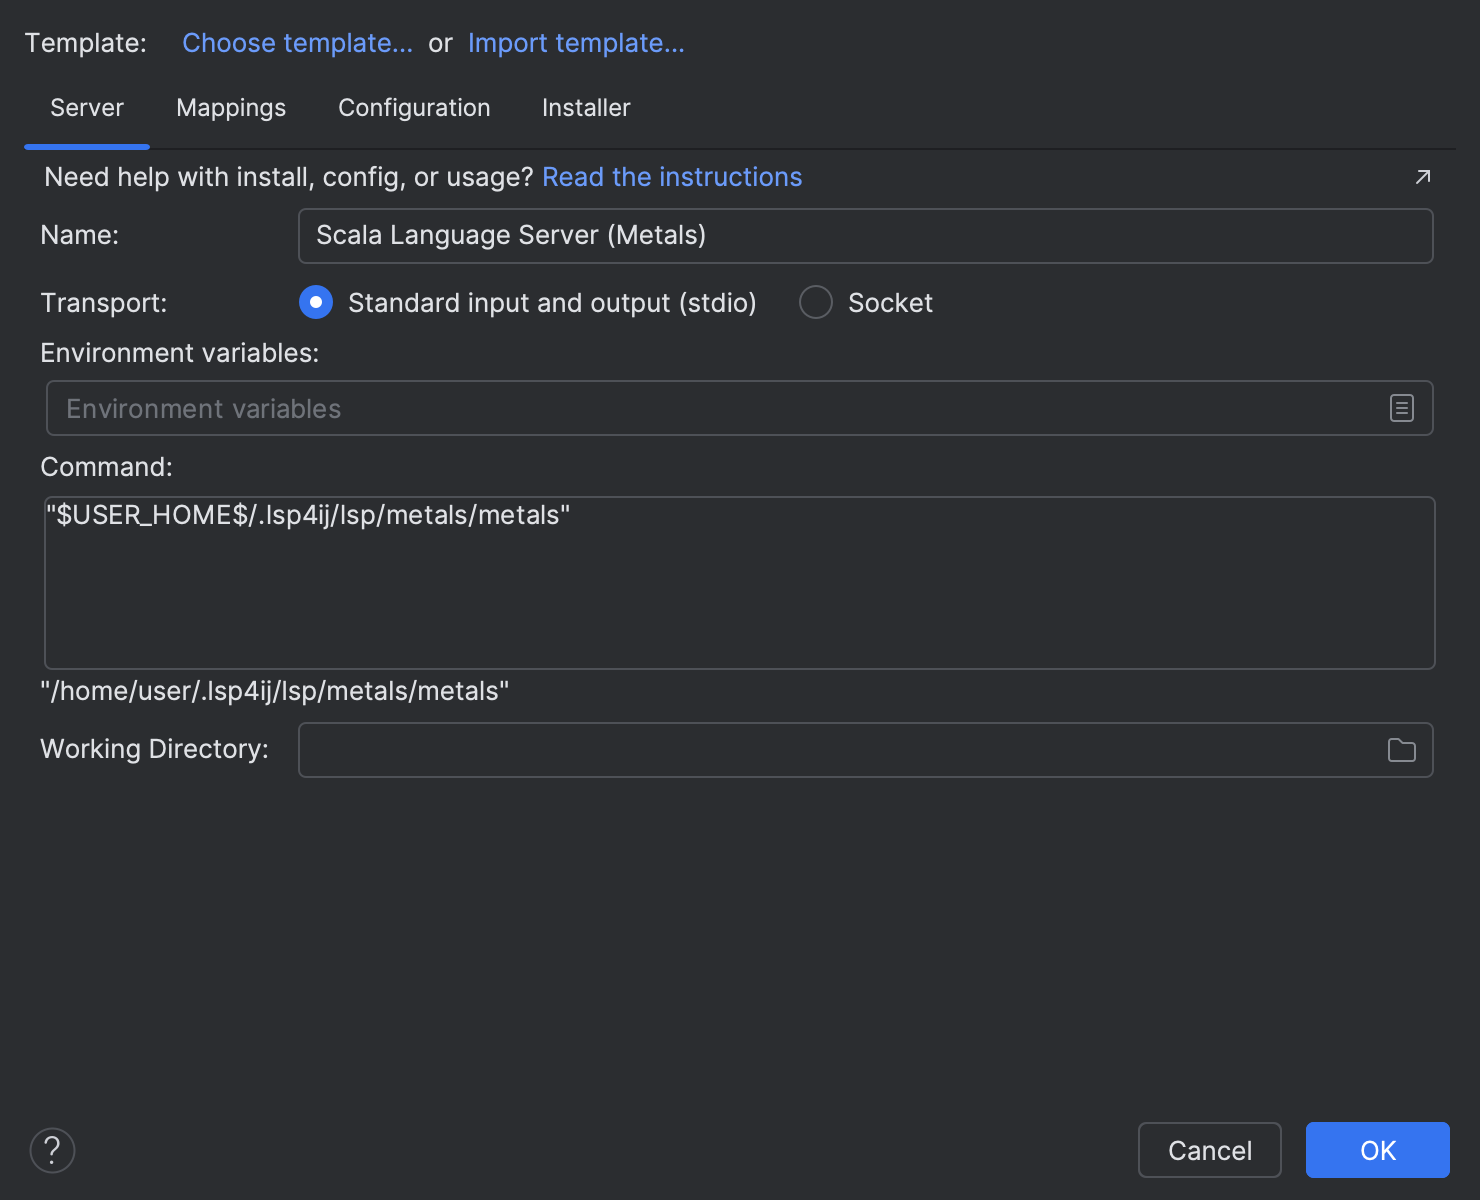 Template: Choose template... or Import template...
Server Mappings Configuration Installer
Need help with install, config, or usage? Read the instructions
Name: Scala Language Server (Metals)
Transport: Standard input and output (stdio) Socket
Environment variables:
Environment variables
Command:
"$USER_HOME$/.lsp4ij/lsp/metals/metals"
"/home/user/.lsp4ij/lsp/metals/metals"
Working Directory:
? Cancel OK